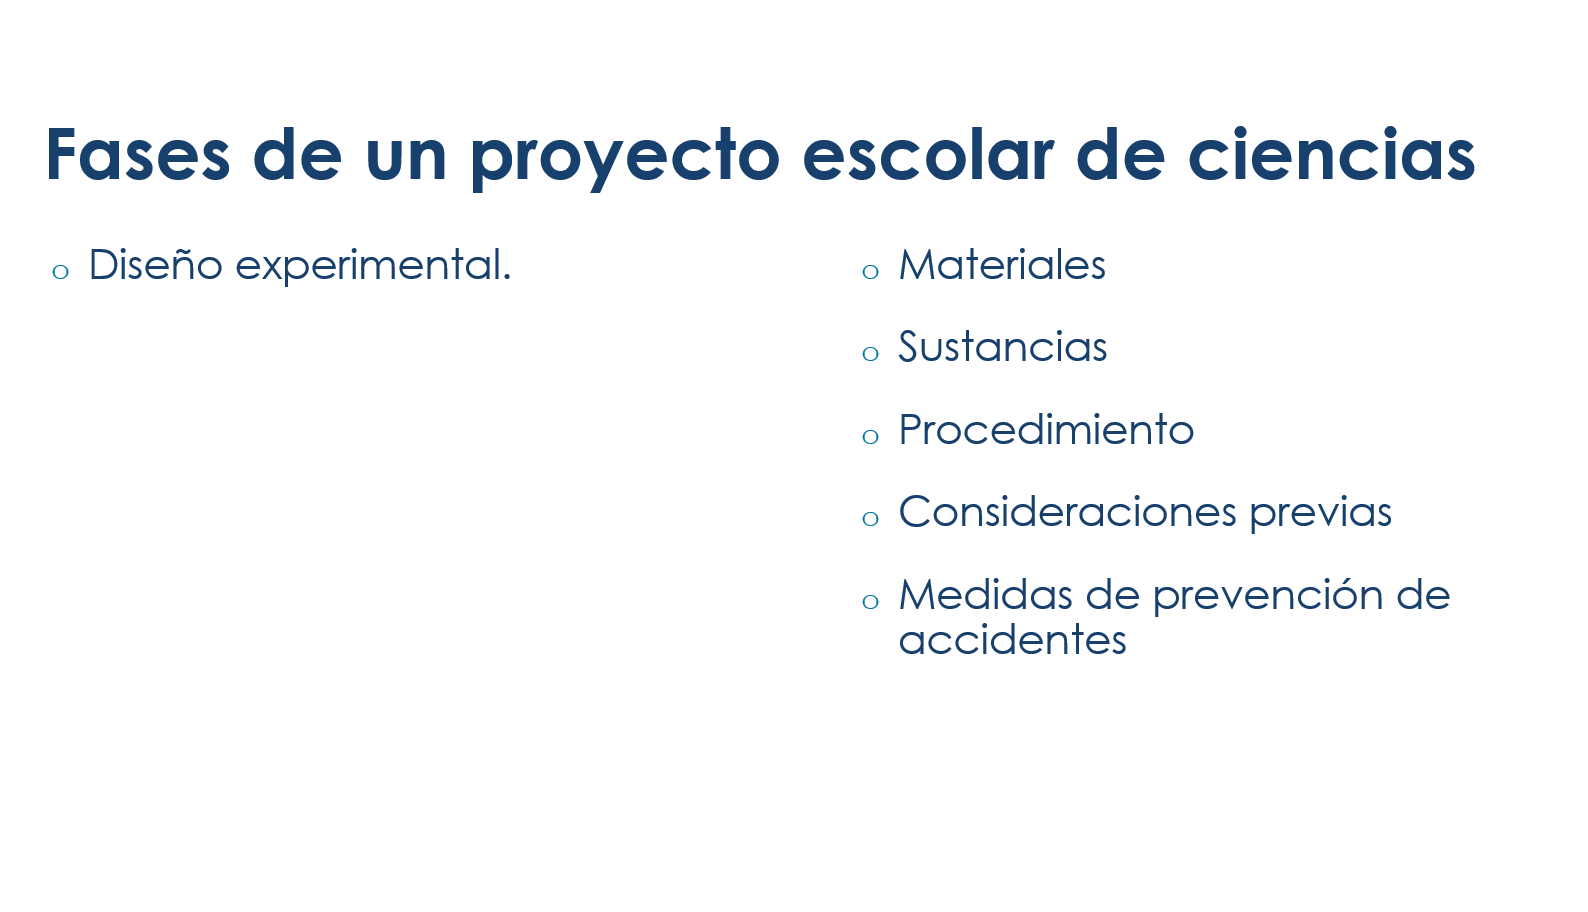 Fases de un proyecto escolar de ciencias
o Diseño experimental.
o Materiales
o Sustancias
o Procedimiento
o Consideraciones previas
o Medidas de prevención de
accidentes